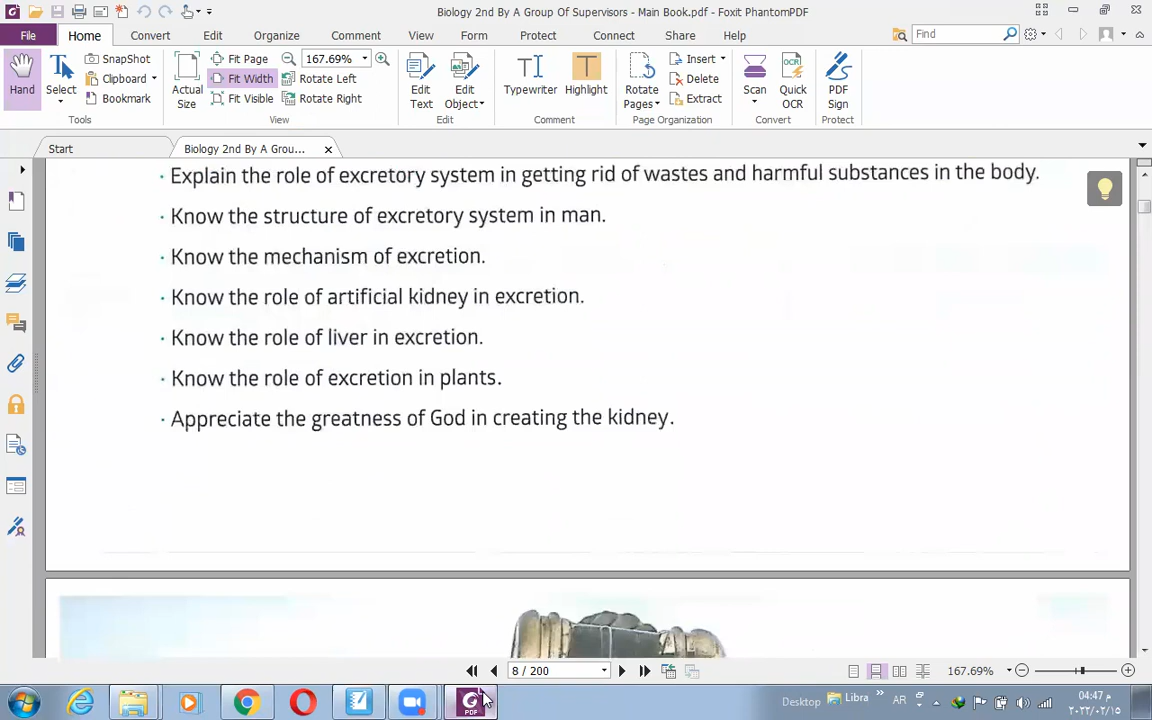 Biology 2nd By A Group Of Supervisors - Main Book.pdf - Foxit PhantomPDF
File Home Convert Edit Organize Comment View Form Protect Connect Share Help Find
Hand
Select
SnapShot
Clipboard
Bookmark
Tools
Actual Size
Fit Page
Fit Width
Fit Visible
167.69%
Rotate Left
Rotate Right
View
Edit Text
Edit Object
Edit
Typewriter
Highlight
Comment
Rotate Pages
Insert
Delete
Extract
Page Organization
Scan
Quick OCR
Convert
PDF Sign
Protect
Start
Biology 2nd By A Grou...
· Explain the role of excretory system in getting rid of wastes and harmful substances in the body.
· Know the structure of excretory system in man.
· Know the mechanism of excretion.
· Know the role of artificial kidney in excretion.
· Know the role of liver in excretion.
· Know the role of excretion in plants.
· Appreciate the greatness of God in creating the kidney.
8 / 200
167.69%
PDF
Desktop
Libra
AR
04:47 م
٢٠٢٢/٠٢/١٥